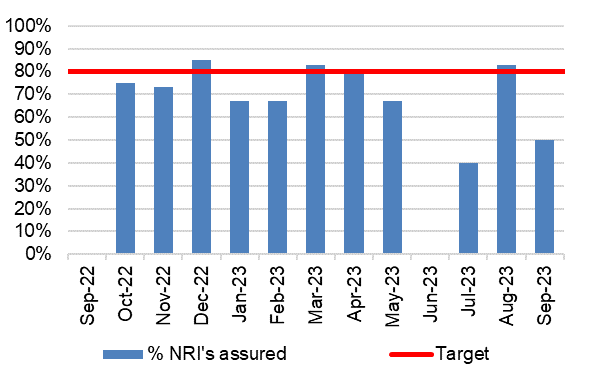 100%
90%
80%
70%
60%
50%
40%
30%
20%
10%
0%
Sep-22
Oct-22
Nov-22
Dec-22
Jan-23
Feb-23
Mar-23
Apr-23
May-23
Jun-23
Jul-23
Aug-23
Sep-23
% NRI's assured
Target